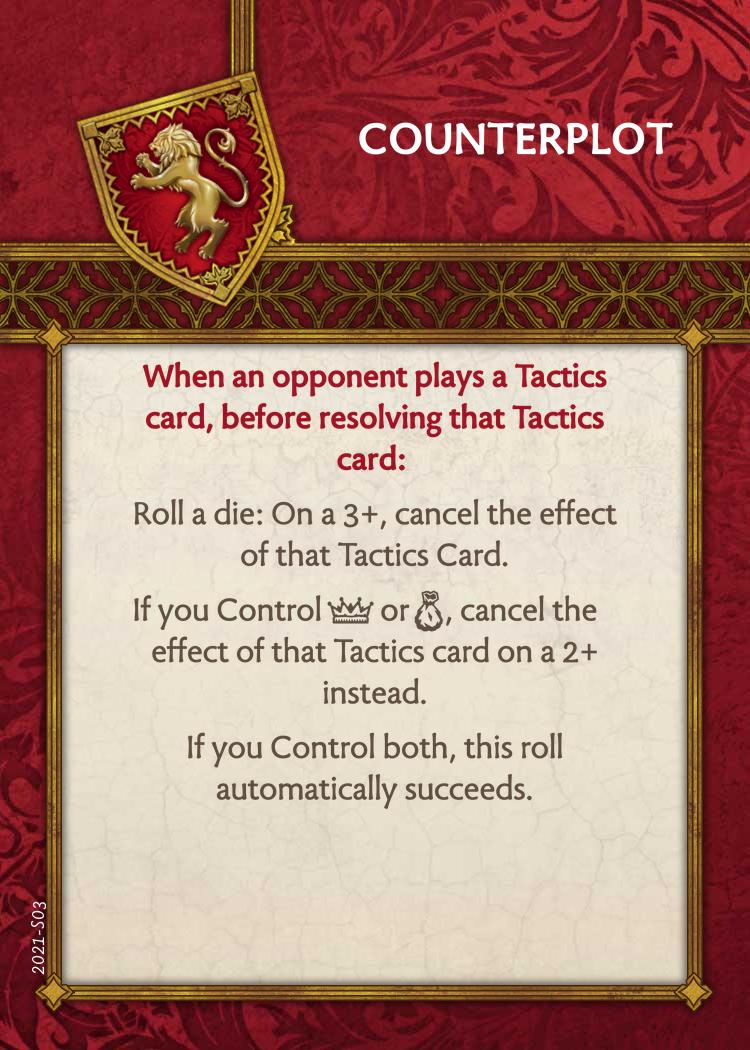 COUNTERPLOT
When an opponent plays a Tactics
card, before resolving that Tactics
card:
Roll a die: On a 3+, cancel the effect
of that Tactics Card.
If you Control or , cancel the
effect of that Tactics card on a 2+
instead.
If you Control both, this roll
automatically succeeds.
2021-S03